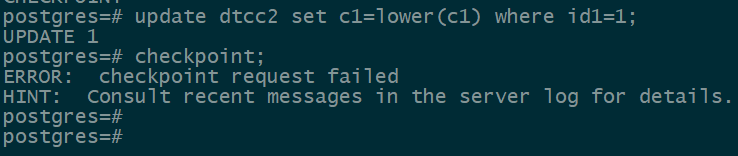 CHECKPOINT
postgres=# update dtcc2 set c1=lower(c1) where id1=1;
UPDATE 1
postgres=# checkpoint;
ERROR:  checkpoint request failed
HINT:  Consult recent messages in the server log for details.
postgres=#
postgres=#